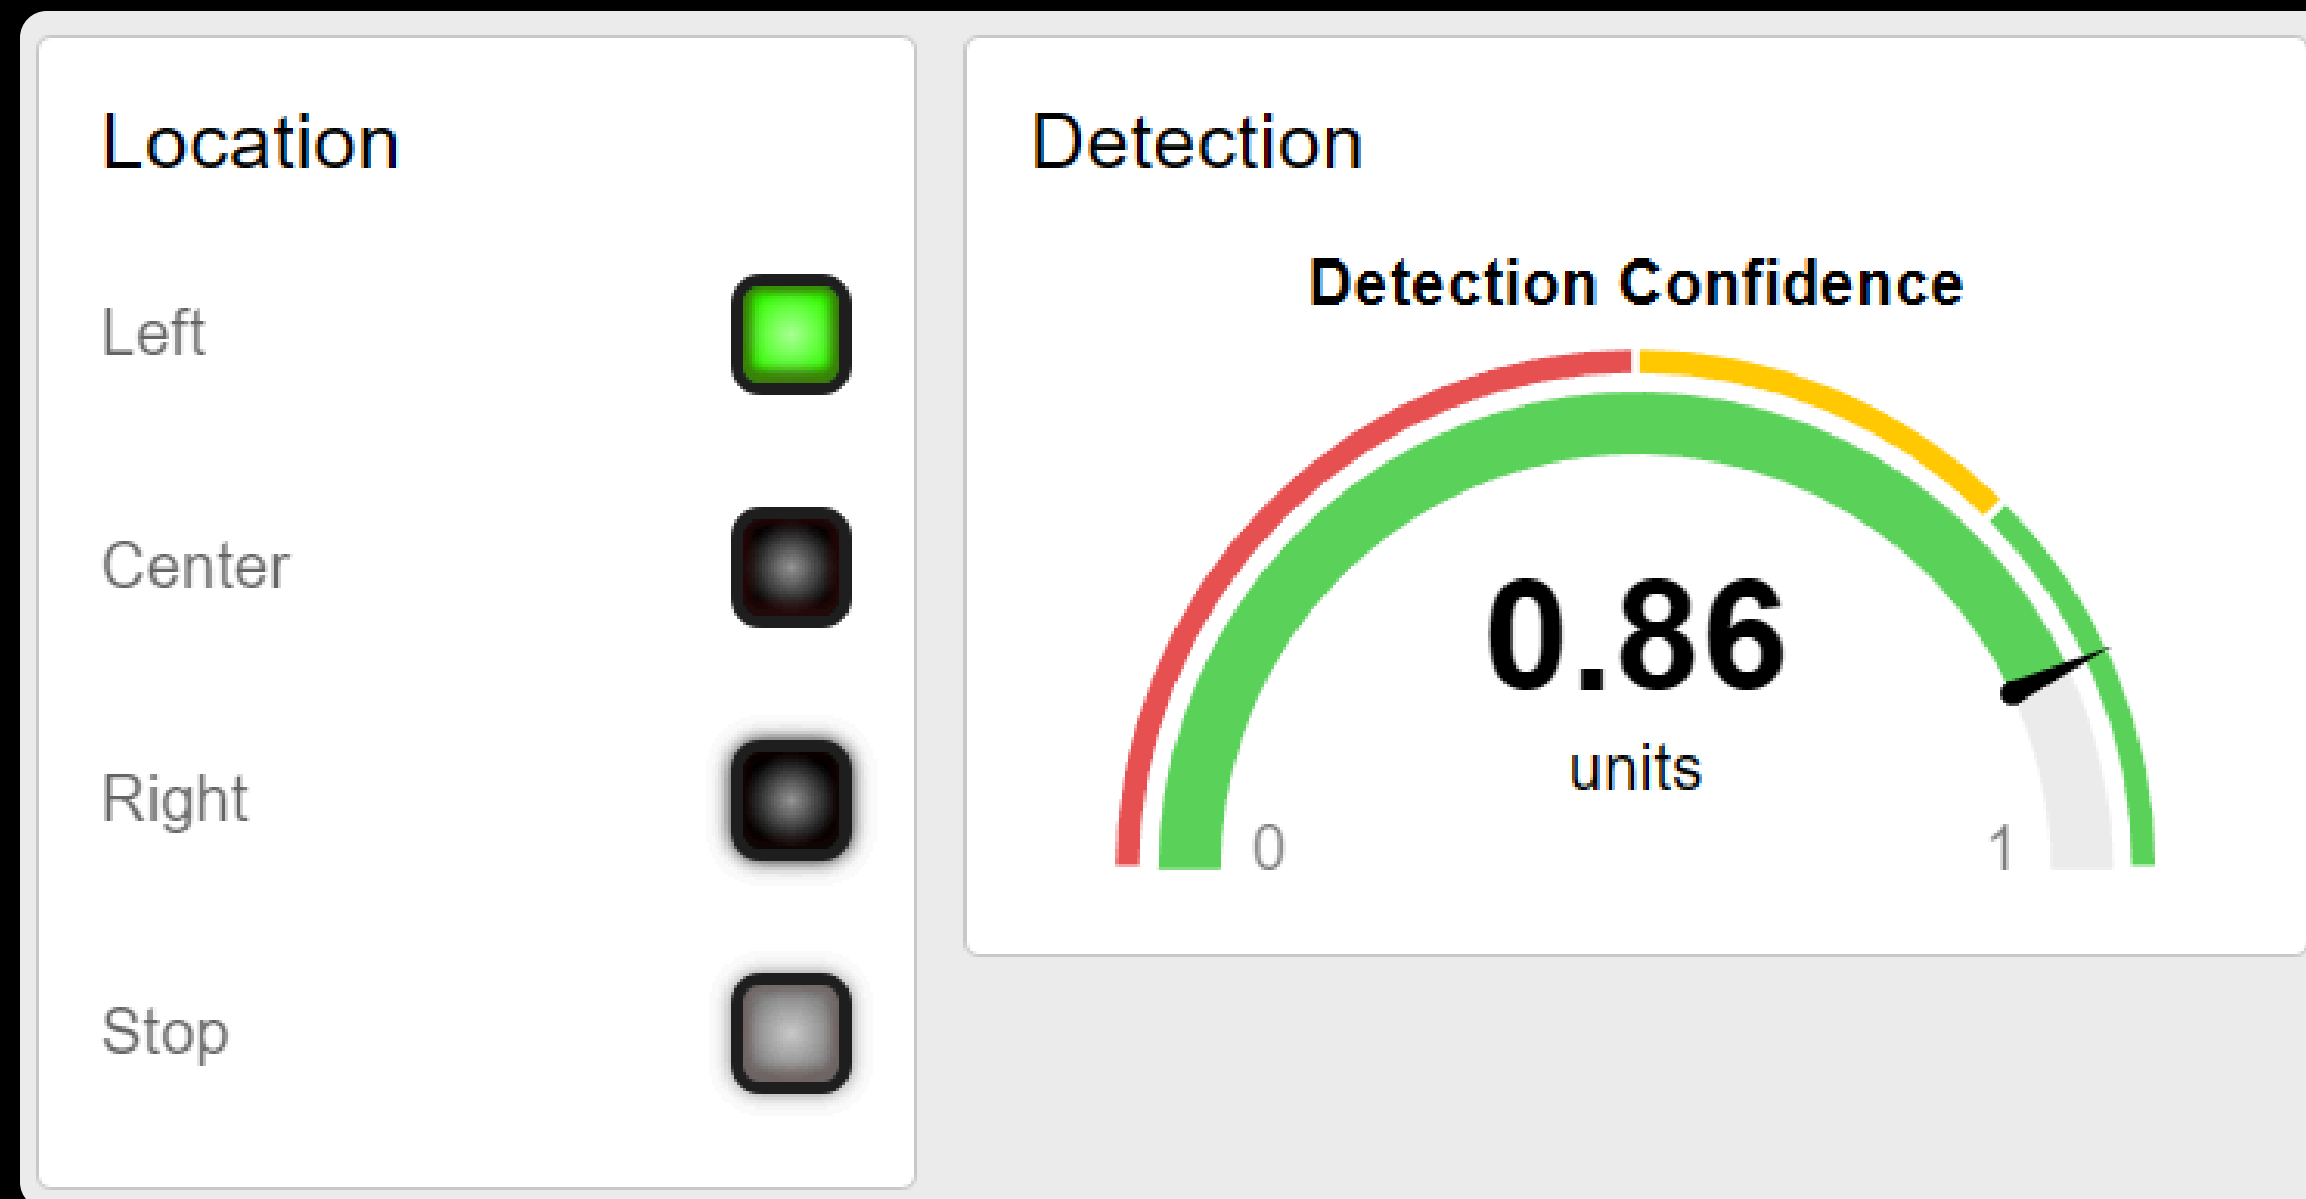 Location
Left
Center
Right
Stop
Detection
Detection Confidence
0.86
units
0
1